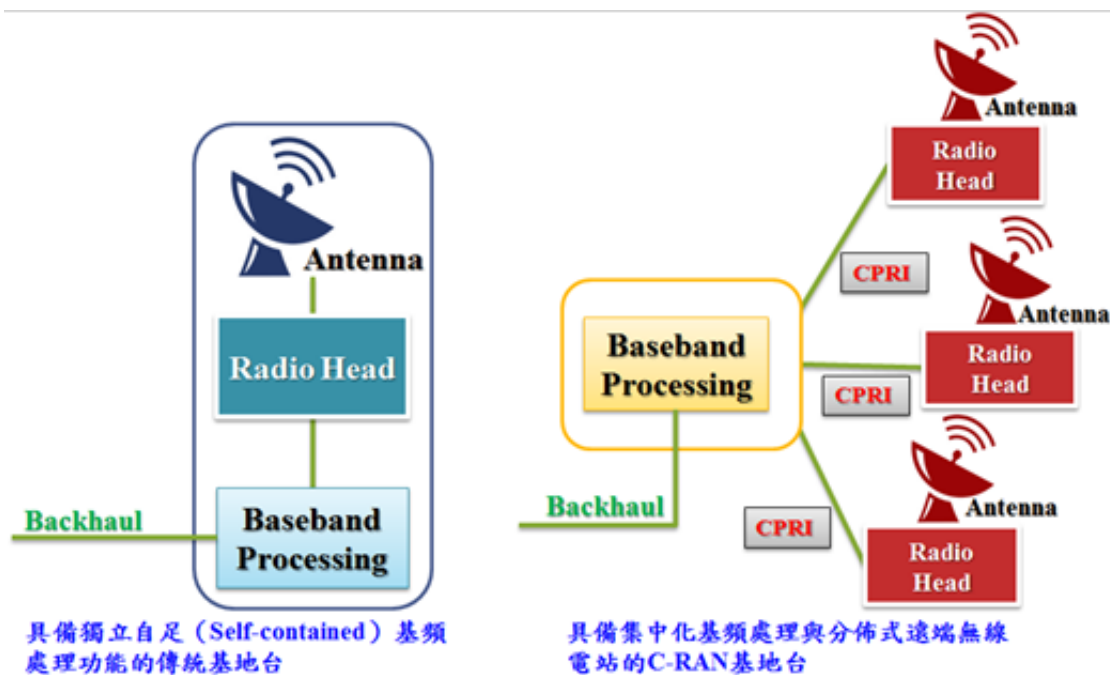 Antenna
Radio Head
Baseband
Processing
Backhaul
具備獨立自足（Self-contained）基頻
處理功能的傳統基地台
Antenna
Radio
Head
CPRI
Antenna
Radio
Head
CPRI
Antenna
Radio
Head
CPRI
Baseband
Processing
Backhaul
具備集中化基頻處理與分佈式遠端無線
電站的C-RAN基地台